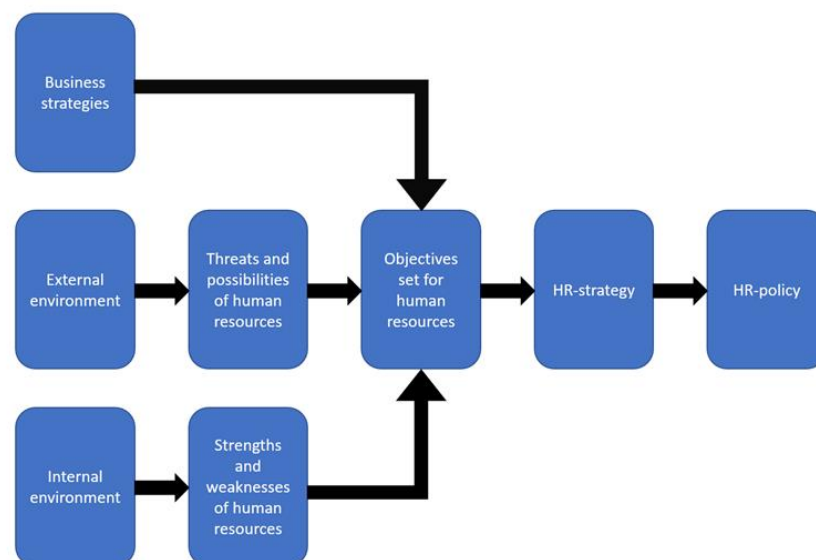 Business
strategies
External
environment
Threats and
possibilities
of human
resources
Objectives
set for
human
resources
HR-strategy
HR-policy
Internal
environment
Strengths
and
weaknesses
of human
resources